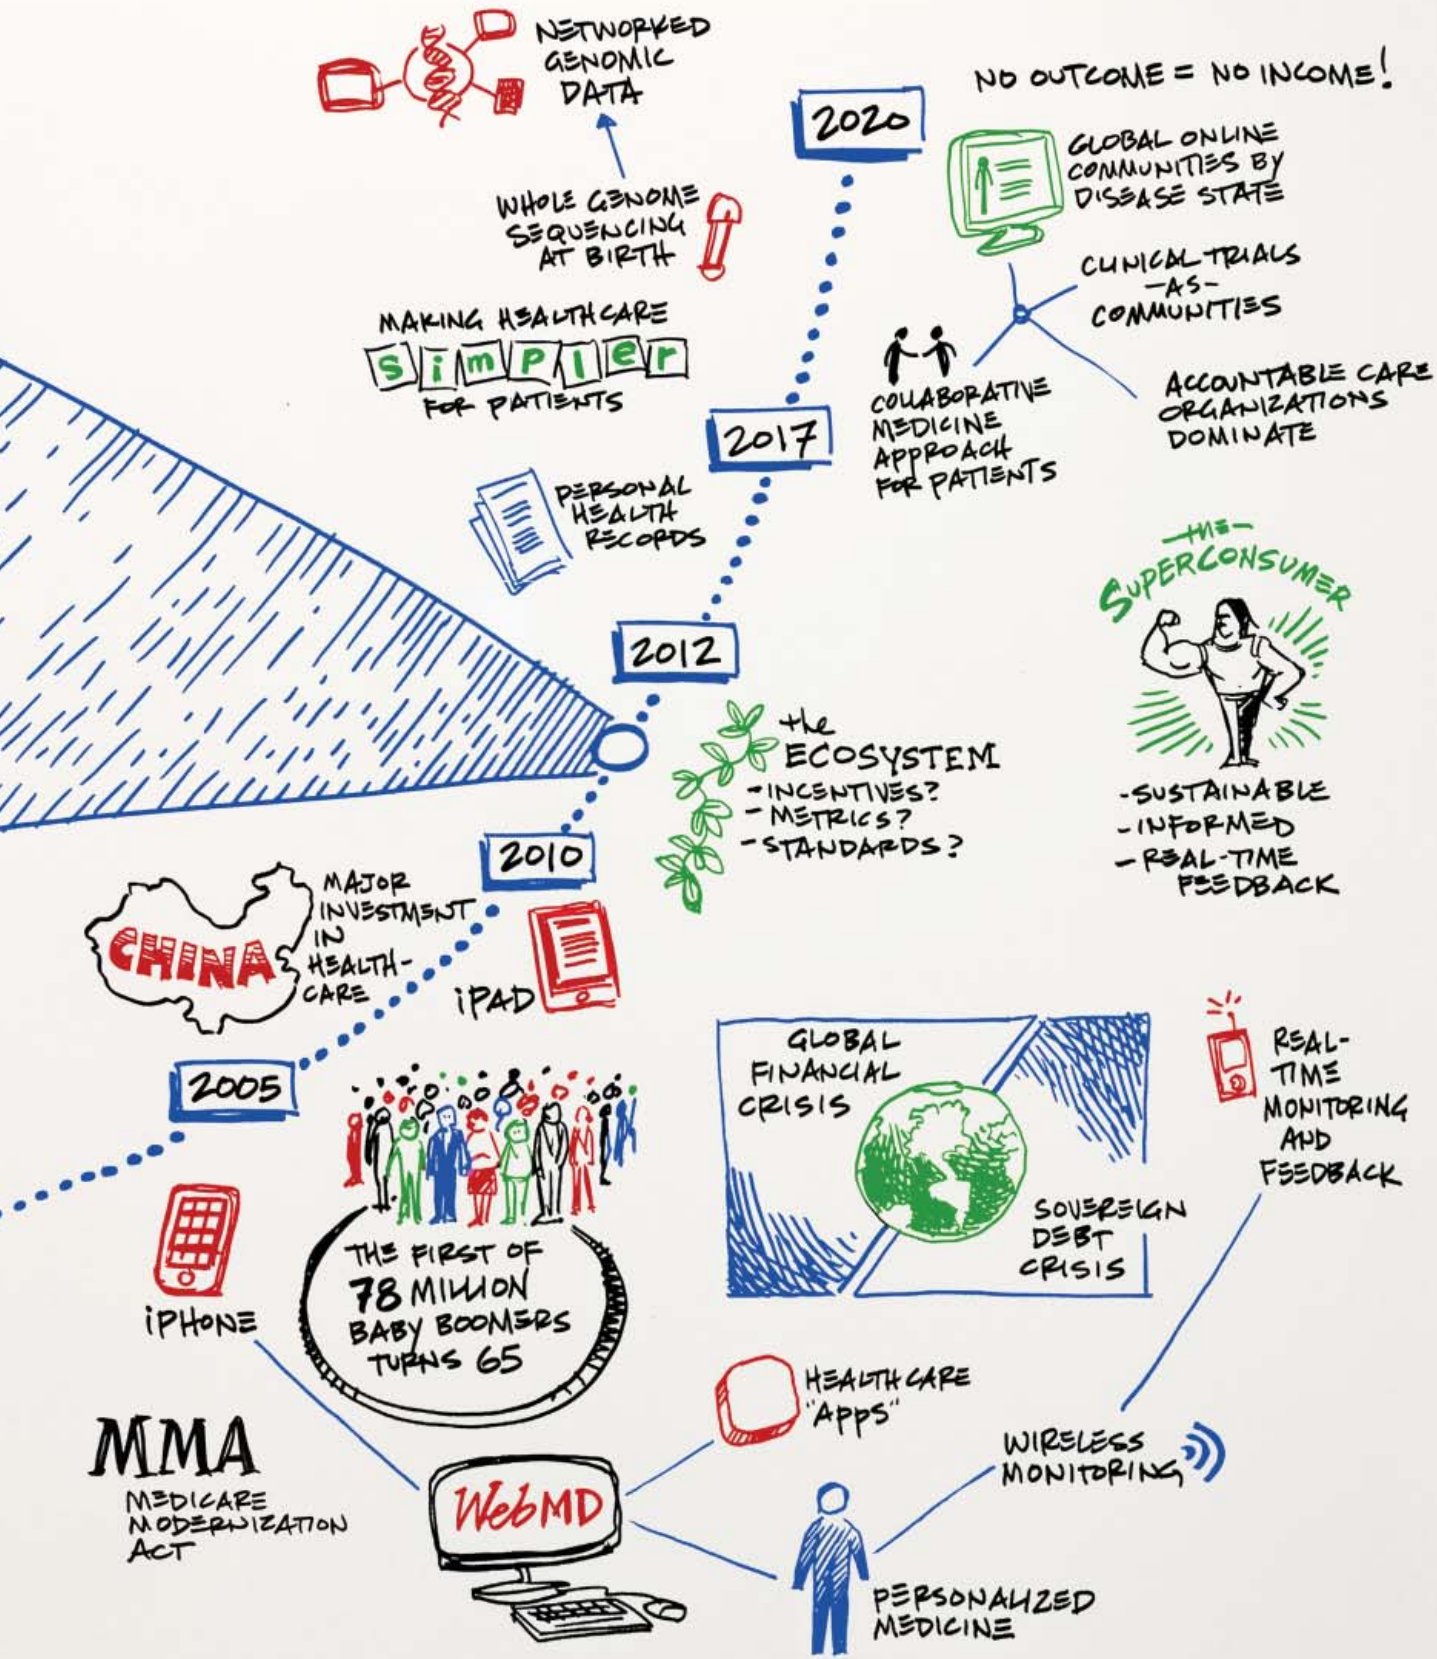 NETWORKED
GENOMIC
DATA
NO OUTCOME = NO INCOME!
2020
GLOBAL ONLINE
COMMUNITIES BY
DISEASE STATE
WHOLE GENOME
SEQUENCING
AT BIRTH
CLINICAL TRIALS
-AS-
COMMUNITIES
MAKING HEALTHCARE
simpler
FOR PATIENTS
COLLABORATIVE
MEDICINE
APPROACH
FOR PATIENTS
ACCOUNTABLE CARE
ORGANIZATIONS
DOMINATE
2017
PERSONAL
HEALTH
RECORDS
-THE-
SUPERCONSUMER
2012
the
ECOSYSTEM
- INCENTIVES?
- METRICS?
- STANDARDS?
- SUSTAINABLE
- INFORMED
- REAL-TIME
FEEDBACK
2010
CHINA
MAJOR
INVESTMENT
IN
HEALTH-
CARE
iPAD
GLOBAL
FINANCIAL
CRISIS
SOVEREIGN
DEBT
CRISIS
REAL-
TIME
MONITORING
AND
FEEDBACK
2005
iPHONE
THE FIRST OF
78 MILLION
BABY BOOMERS
TURNS 65
MMA
MEDICARE
MODERNIZATION
ACT
WebMD
HEALTHCARE
"APPS"
WIRELESS
MONITORING
PERSONALIZED
MEDICINE